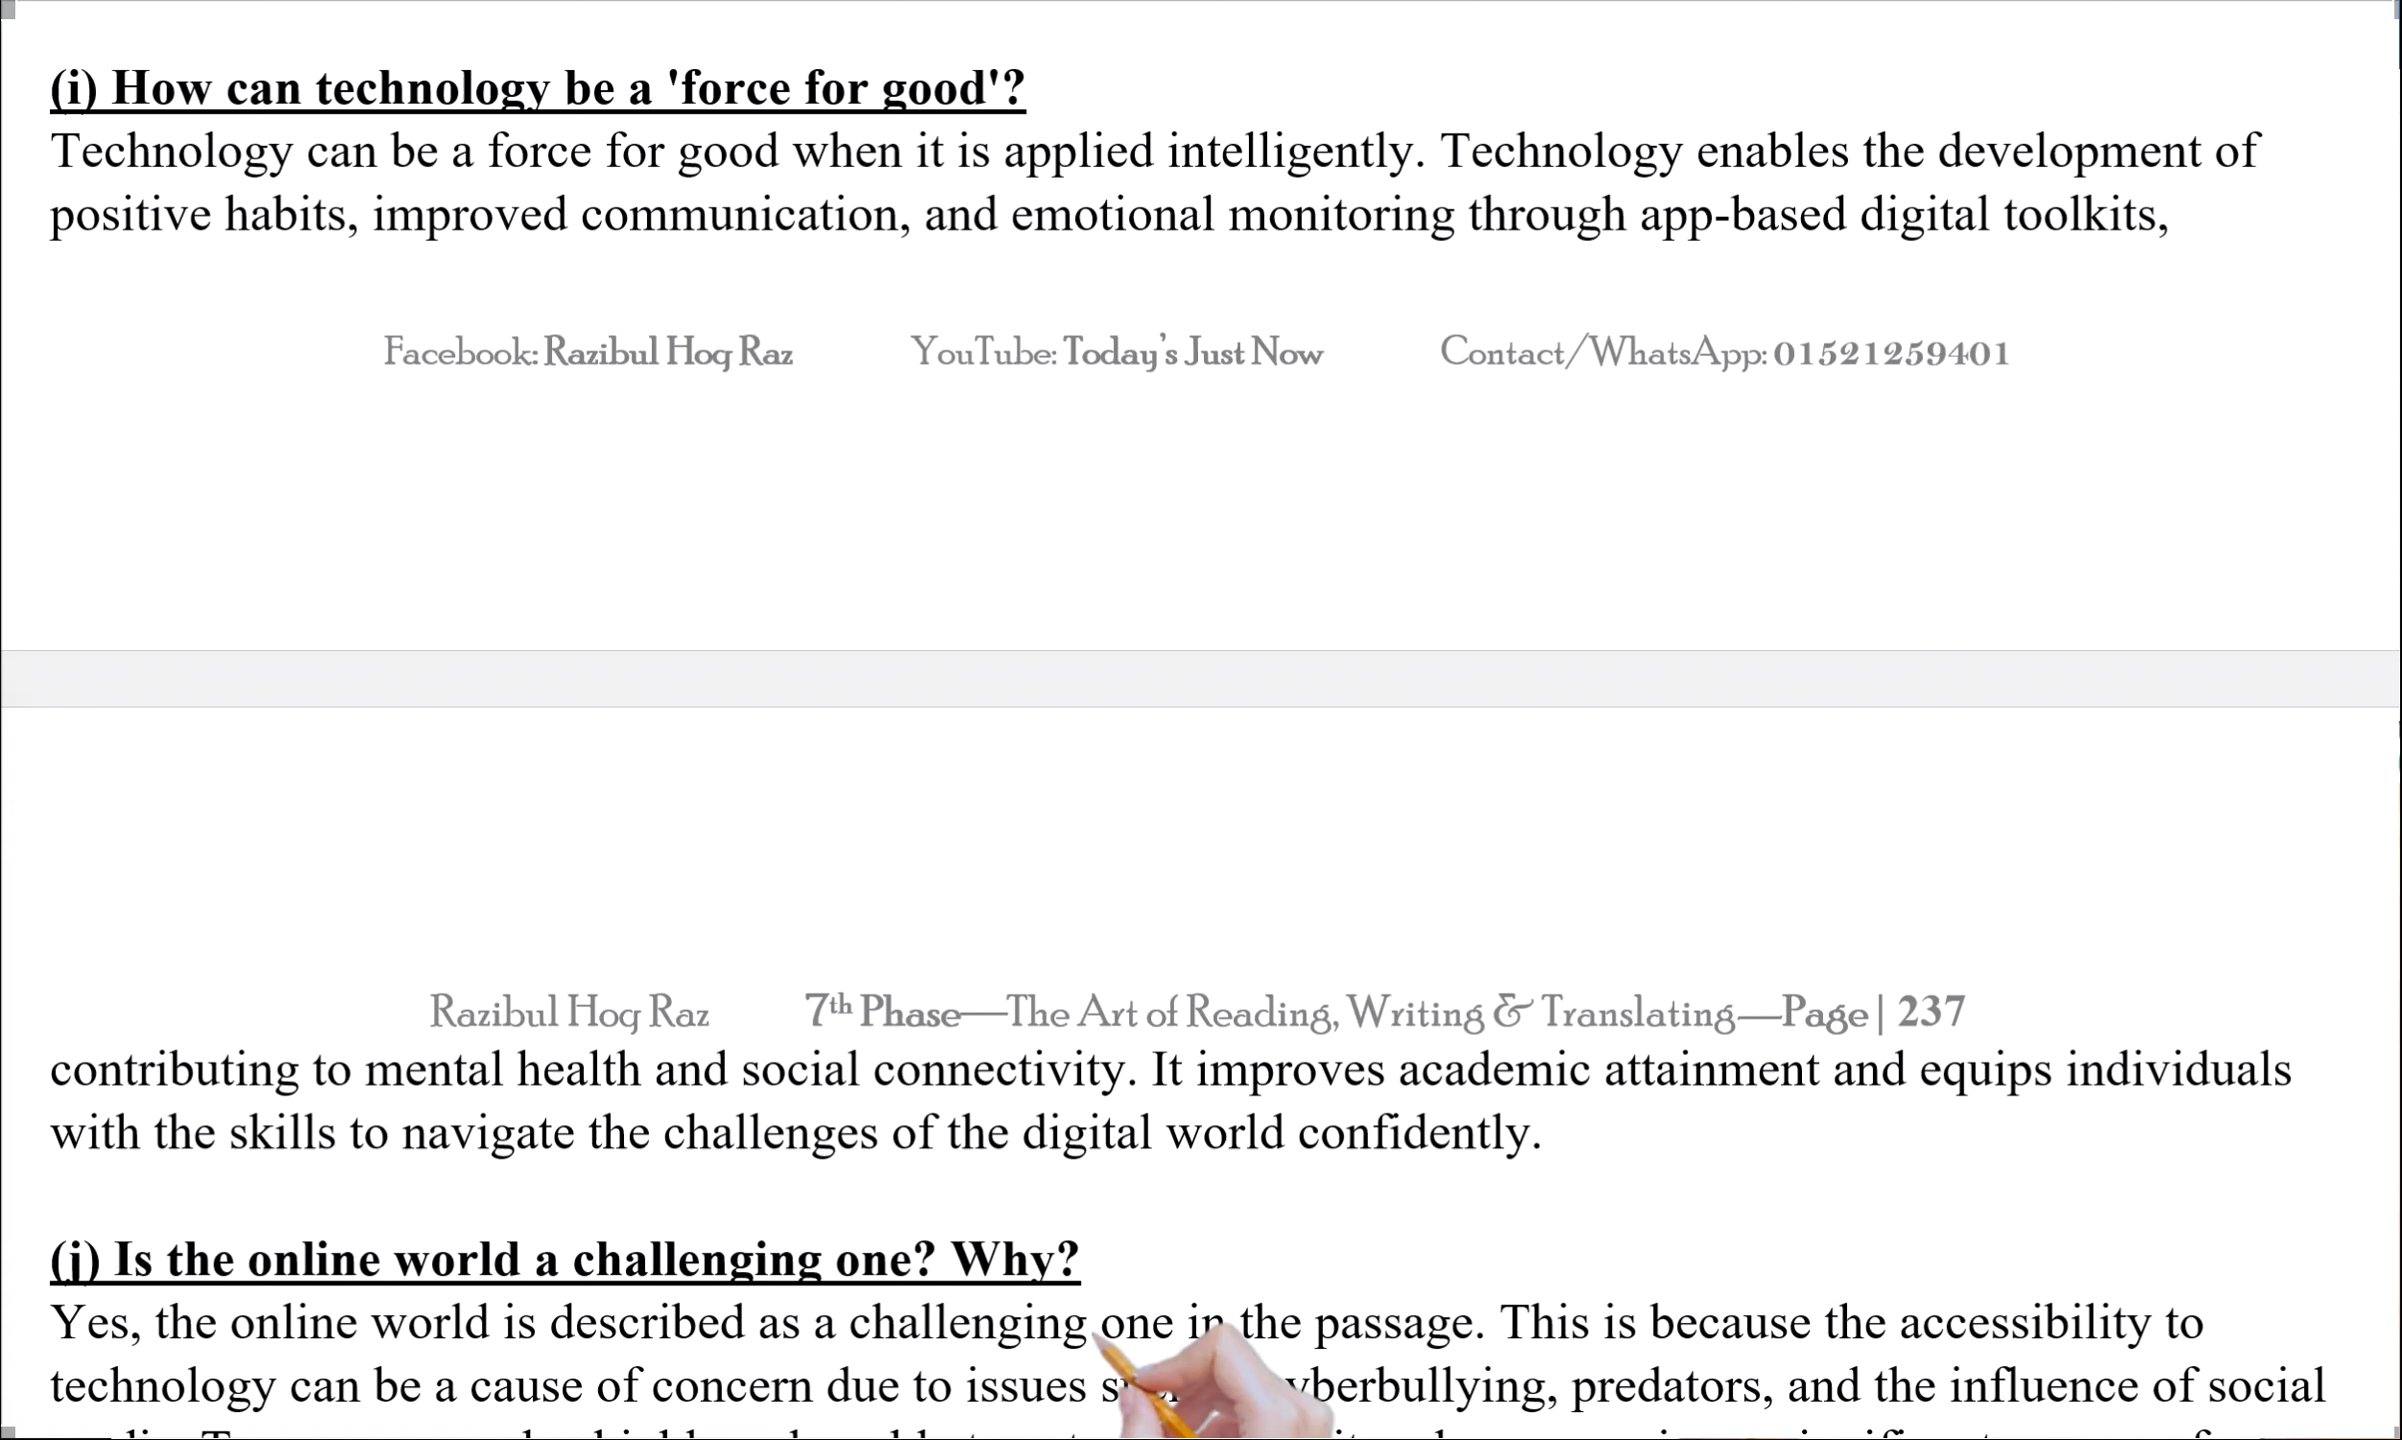 (i) How can technology be a 'force for good'?
Technology can be a force for good when it is applied intelligently. Technology enables the development of
positive habits, improved communication, and emotional monitoring through app-based digital toolkits,
Facebook: Razibul Hoq Raz YouTube: Today's Just Now Contact/WhatsApp: 01521259401
Razibul Hoq Raz 7th Phase—The Art of Reading, Writing & Translating—Page| 237
contributing to mental health and social connectivity. It improves academic attainment and equips individuals
with the skills to navigate the challenges of the digital world confidently.
(j) Is the online world a challenging one? Why?
Yes, the online world is described as a challenging one in the passage. This is because the accessibility to
technology can be a cause of concern due to issues yberbullying, predators, and the influence of social